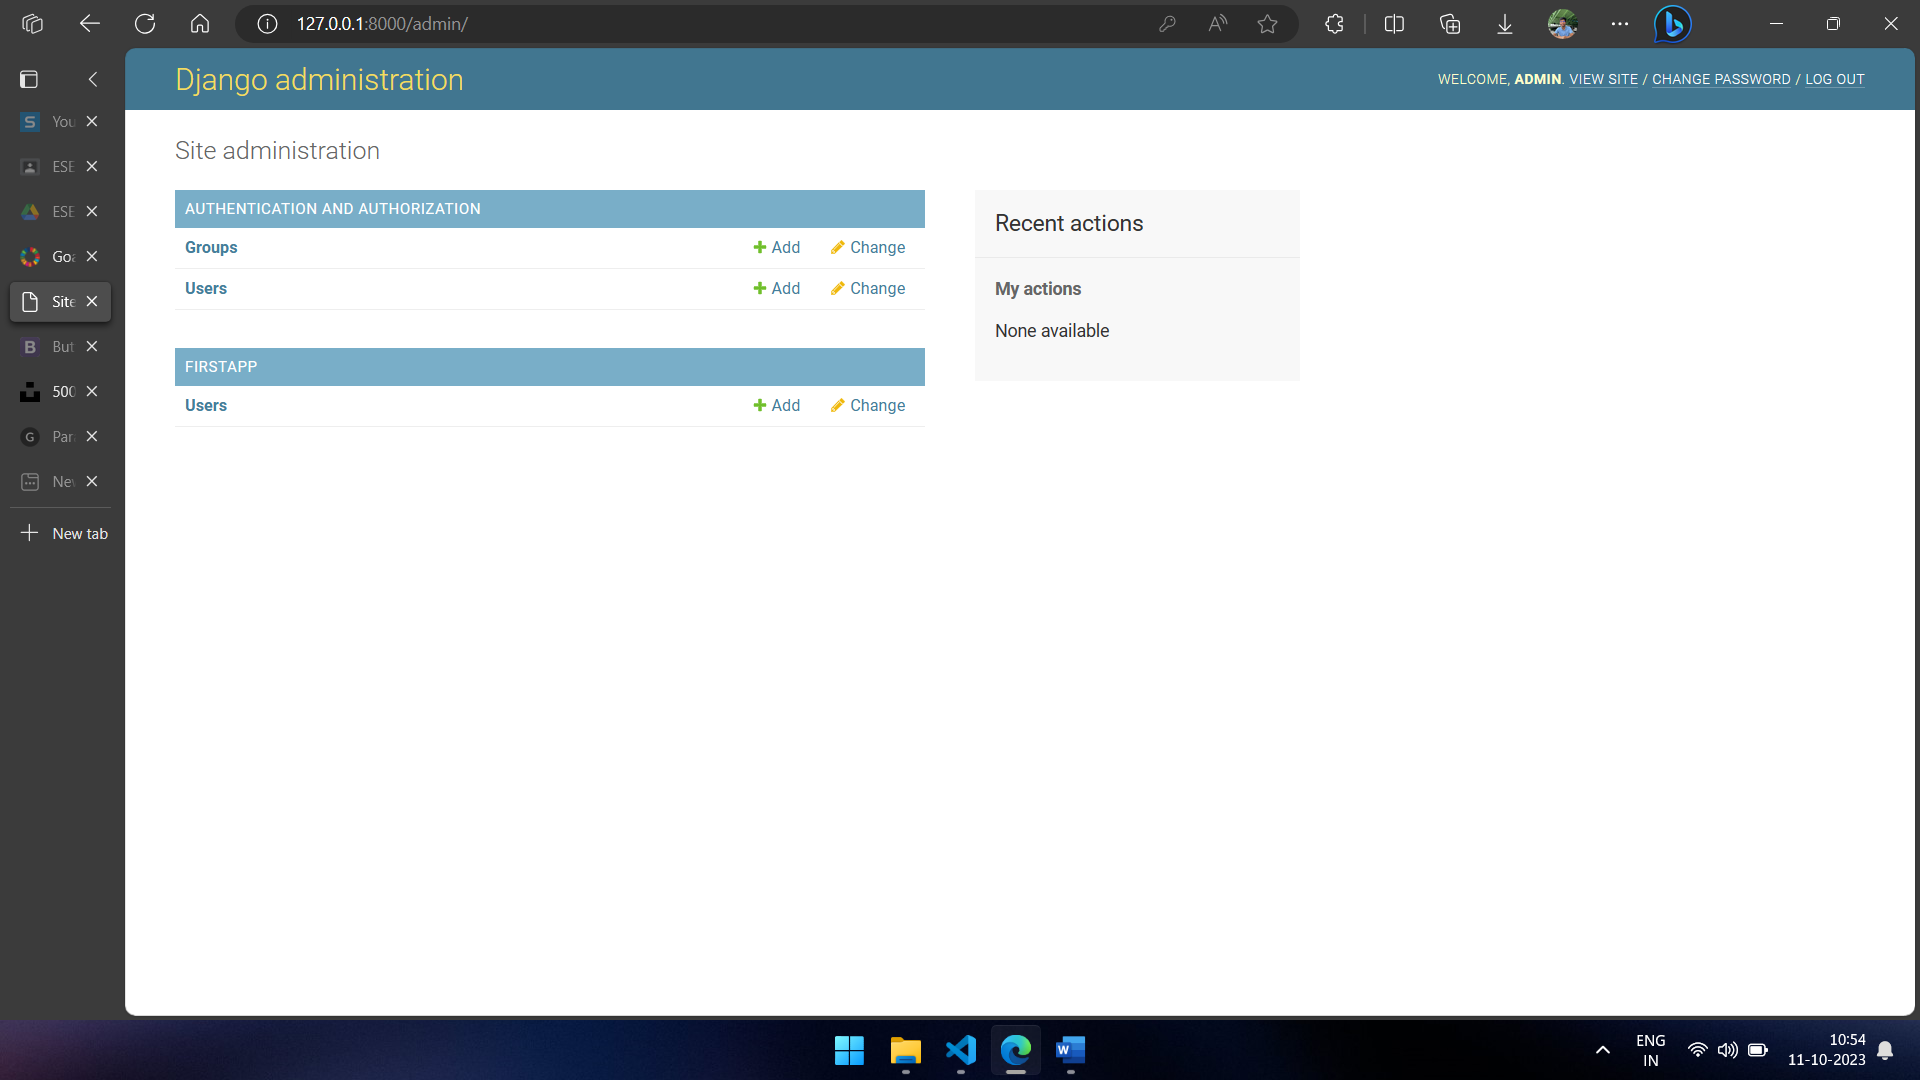 127.0.0.1:8000/admin/
Django administration
WELCOME, ADMIN. VIEW SITE / CHANGE PASSWORD / LOG OUT
You
ESE
ESE
Goa
Site
But
500
Par
Nev
New tab
Site administration
AUTHENTICATION AND AUTHORIZATION
Groups Add Change
Users Add Change
FIRSTAPP
Users Add Change
Recent actions
My actions
None available
ENG
IN
10:54
11-10-2023